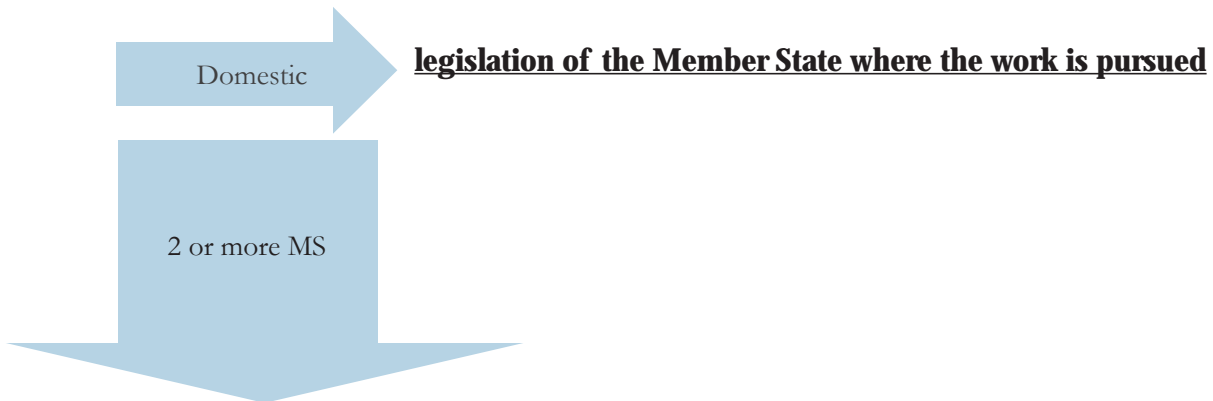 Domestic
legislation of the Member State where the work is pursued
2 or more MS